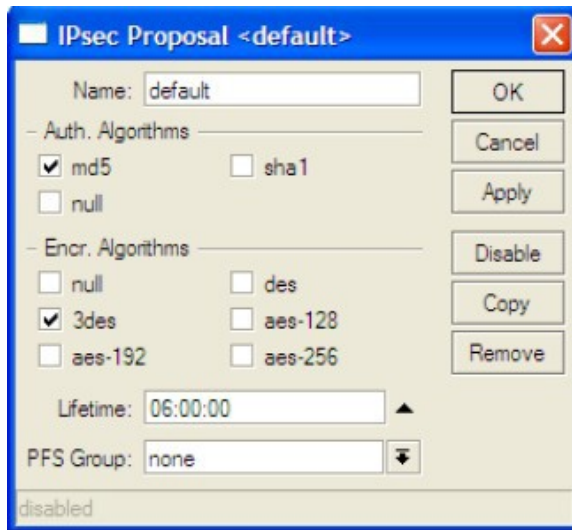 IPsec Proposal <default>
Name: default
OK
Auth. Algorithms
Cancel
md5 sha1
null
Apply
Encr. Algorithms
Disable
null des
3des aes-128
Copy
aes-192 aes-256
Remove
Lifetime: 06:00:00
PFS Group: none
disabled